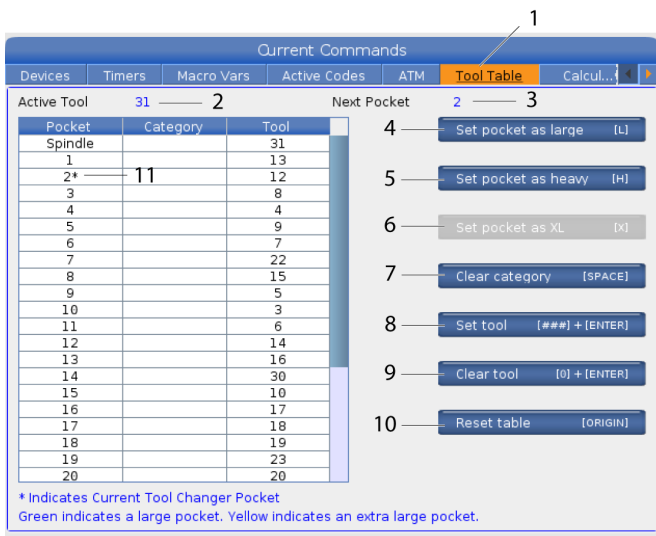 1
Current Commands
Devices Timers Macro Vars Active Codes ATM Tool Table Calcul...
Active Tool 31 2 Next Pocket 2 3
Pocket Category Tool
Spindle 31
1 13
2* 11 12
3 8
4 4
5 9
6 7
7 22
8 15
9 5
10 3
11 6
12 14
13 16
14 30
15 10
16 17
17 18
18 19
19 23
20 20
4 Set pocket as large [L]
5 Set pocket as heavy [H]
6 Set pocket as XL [X]
7 Clear category [SPACE]
8 Set tool [###]+[ENTER]
9 Clear tool [0]+[ENTER]
10 Reset table [ORIGIN]
* Indicates Current Tool Changer Pocket
Green indicates a large pocket. Yellow indicates an extra large pocket.